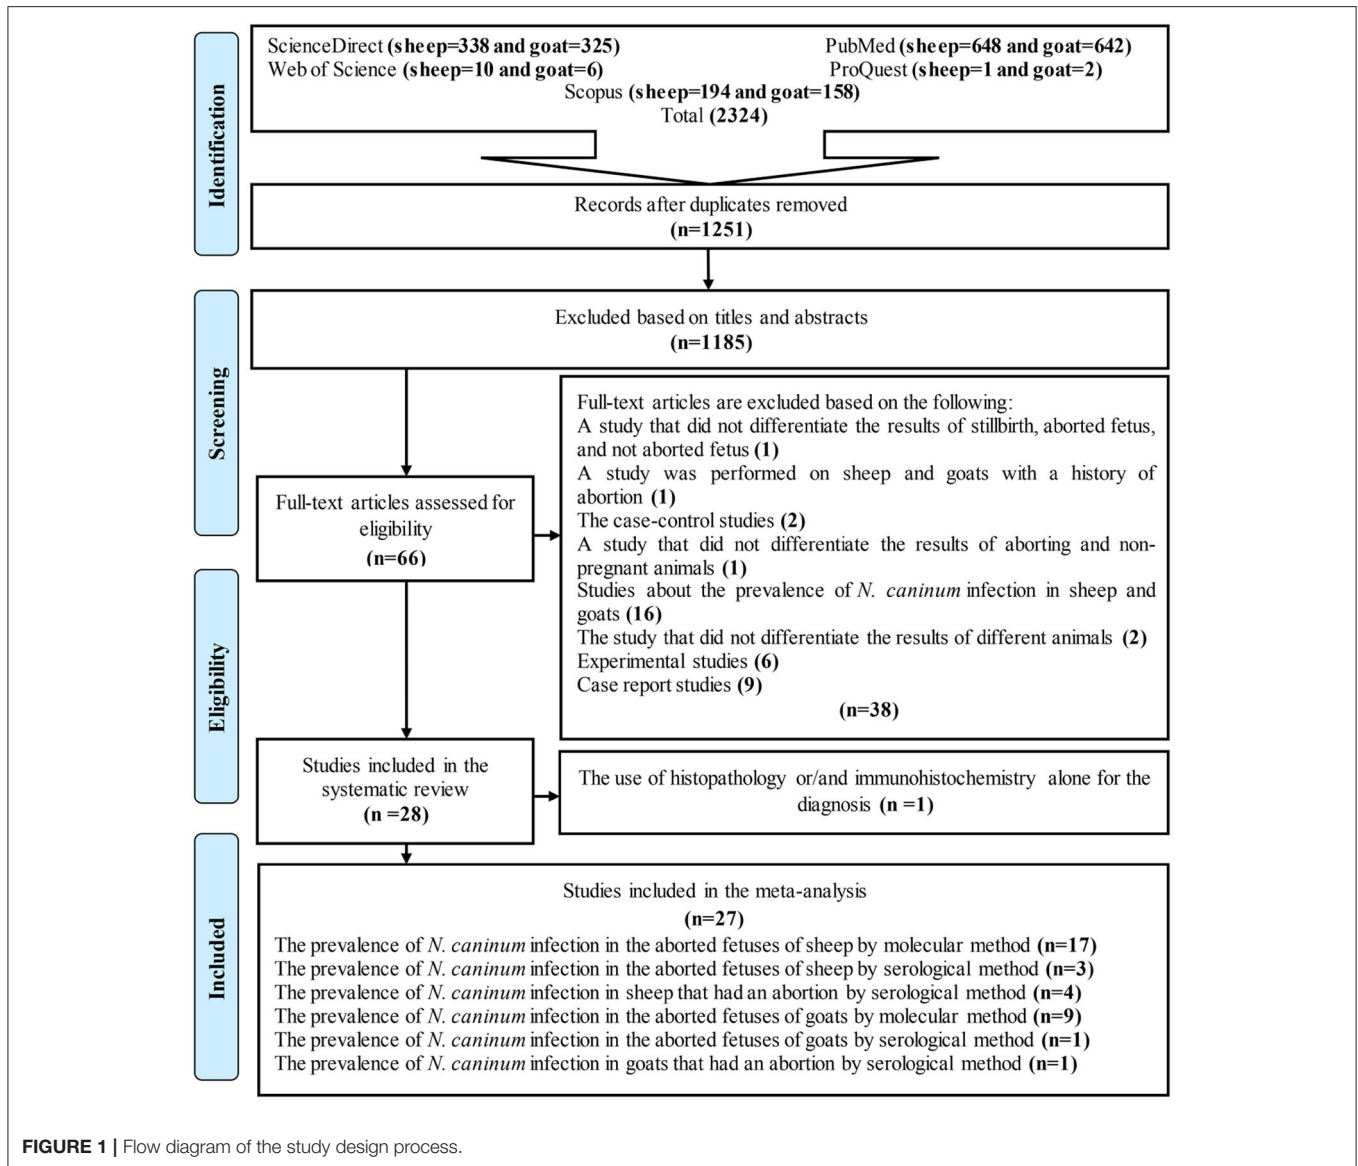 Identification
ScienceDirect (sheep=338 and goat=325)
PubMed (sheep=648 and goat=642)
Web of Science (sheep=10 and goat=6)
ProQuest (sheep=1 and goat=2)
Scopus (sheep=194 and goat=158)
Total (2324)
Records after duplicates removed
(n=1251)
Screening
Excluded based on titles and abstracts
(n=1185)
Full-text articles assessed for
eligibility
(n=66)
Full-text articles are excluded based on the following:
A study that did not differentiate the results of stillbirth, aborted fetus,
and not aborted fetus (1)
A study was performed on sheep and goats with a history of
abortion (1)
The case-control studies (2)
A study that did not differentiate the results of aborting and non-
pregnant animals (1)
Studies about the prevalence of N. caninum infection in sheep and
goats (16)
The study that did not differentiate the results of different animals (2)
Experimental studies (6)
Case report studies (9)
(n=38)
Eligibility
Studies included in the
systematic review
(n =28)
The use of histopathology or/and immunohistochemistry alone for the
diagnosis (n =1)
Included
Studies included in the meta-analysis
(n=27)
The prevalence of N. caninum infection in the aborted fetuses of sheep by molecular method (n=17)
The prevalence of N. caninum infection in the aborted fetuses of sheep by serological method (n=3)
The prevalence of N. caninum infection in sheep that had an abortion by serological method (n=4)
The prevalence of N. caninum infection in the aborted fetuses of goats by molecular method (n=9)
The prevalence of N. caninum infection in the aborted fetuses of goats by serological method (n=1)
The prevalence of N. caninum infection in goats that had an abortion by serological method (n=1)
FIGURE 1 | Flow diagram of the study design process.